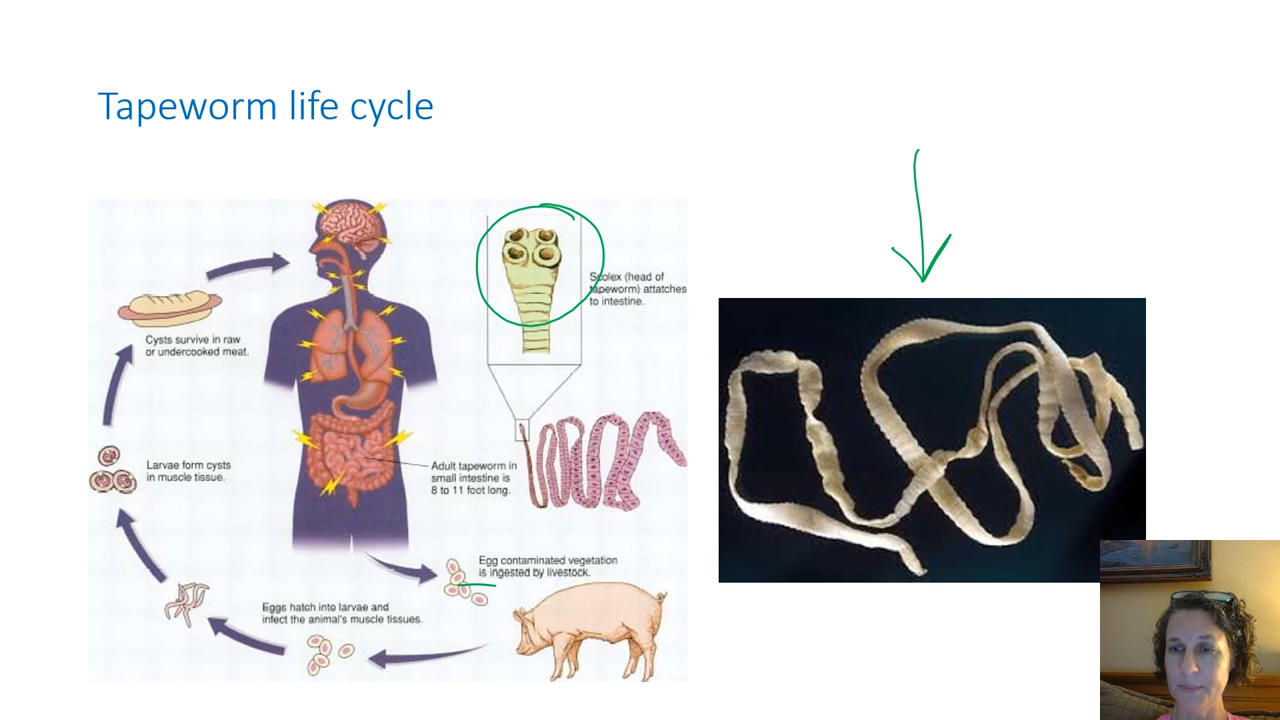 Tapeworm life cycle
Scolex (head of
tapeworm) attatches
to intestine.
Cysts survive in raw
or undercooked meat.
Larvae form cysts
in muscle tissue.
Adult tapeworm in
small intestine is
8 to 11 foot long.
Egg contaminated vegetation
is ingested by livestock.
Eggs hatch into larvae and
infect the animal's muscle tissues.